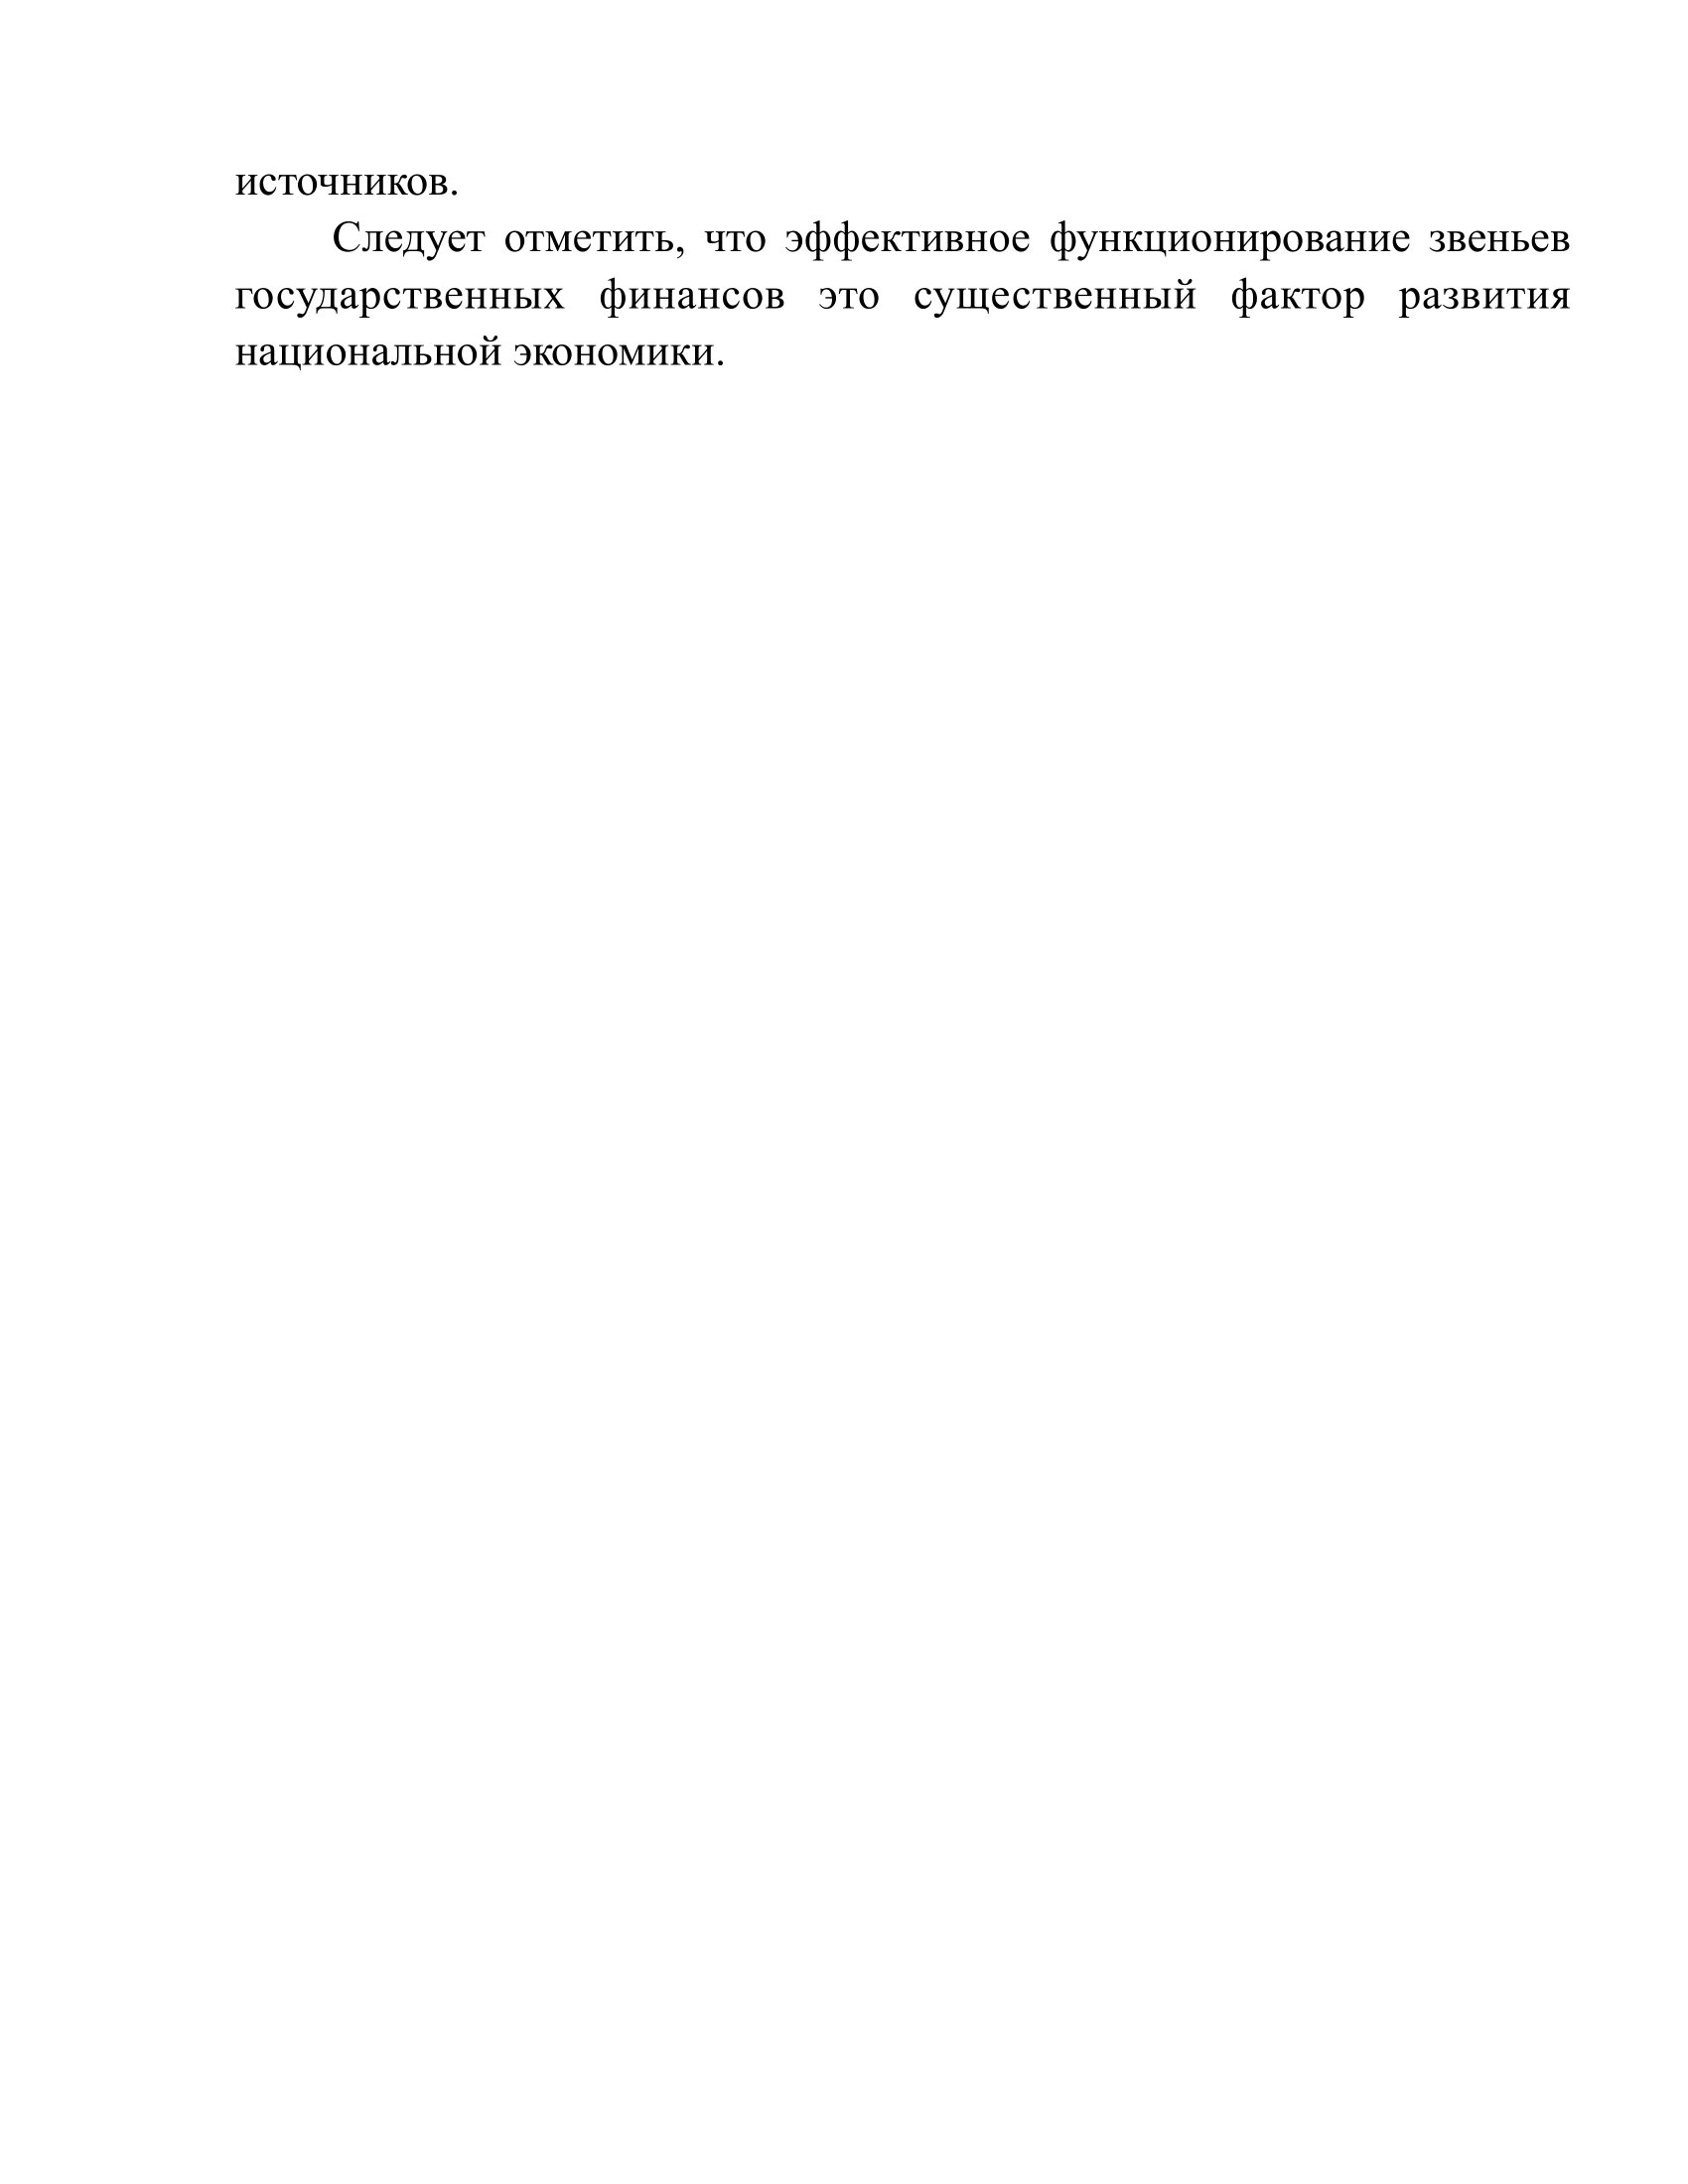 источников.
Следует отметить, что эффективное функционирование звеньев
государственных финансов это существенный фактор развития
национальной экономики.